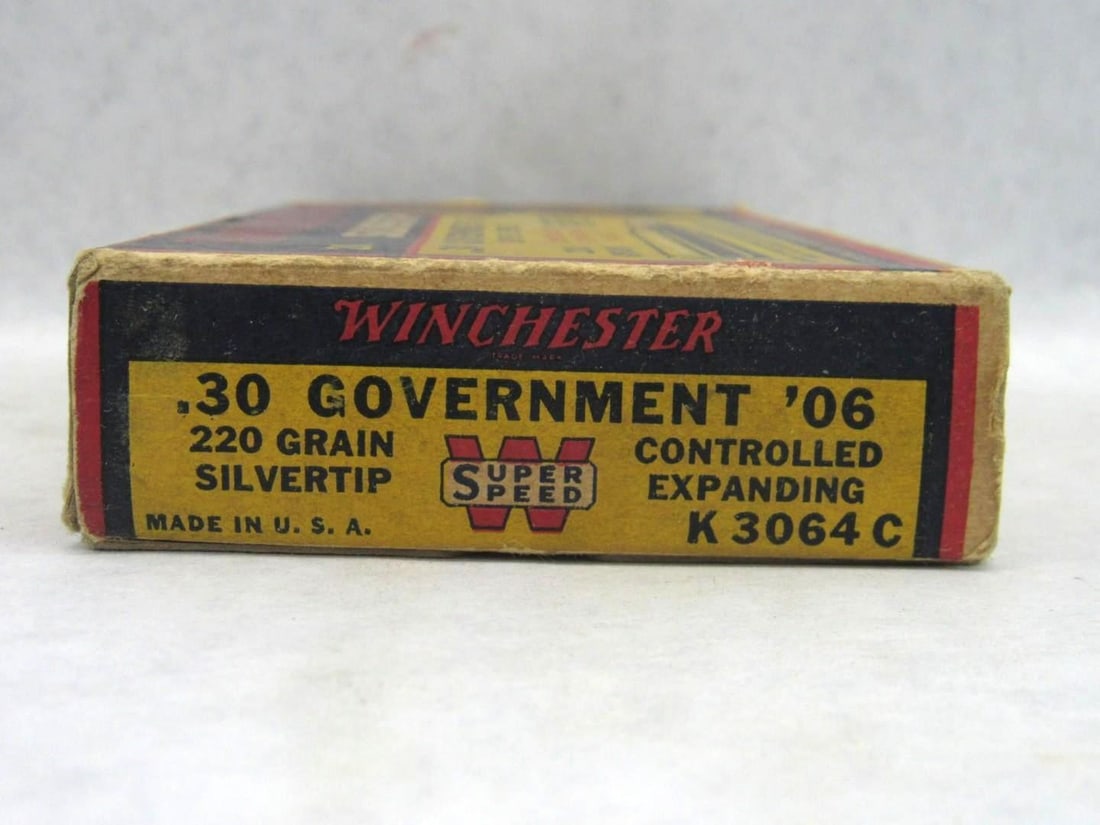 WINCHESTER
TRADE MARK
.30 GOVERNMENT '06
220 GRAIN
SILVERTIP
SUPER
SPEED
CONTROLLED
EXPANDING
MADE IN U. S. A.
K 3064 C